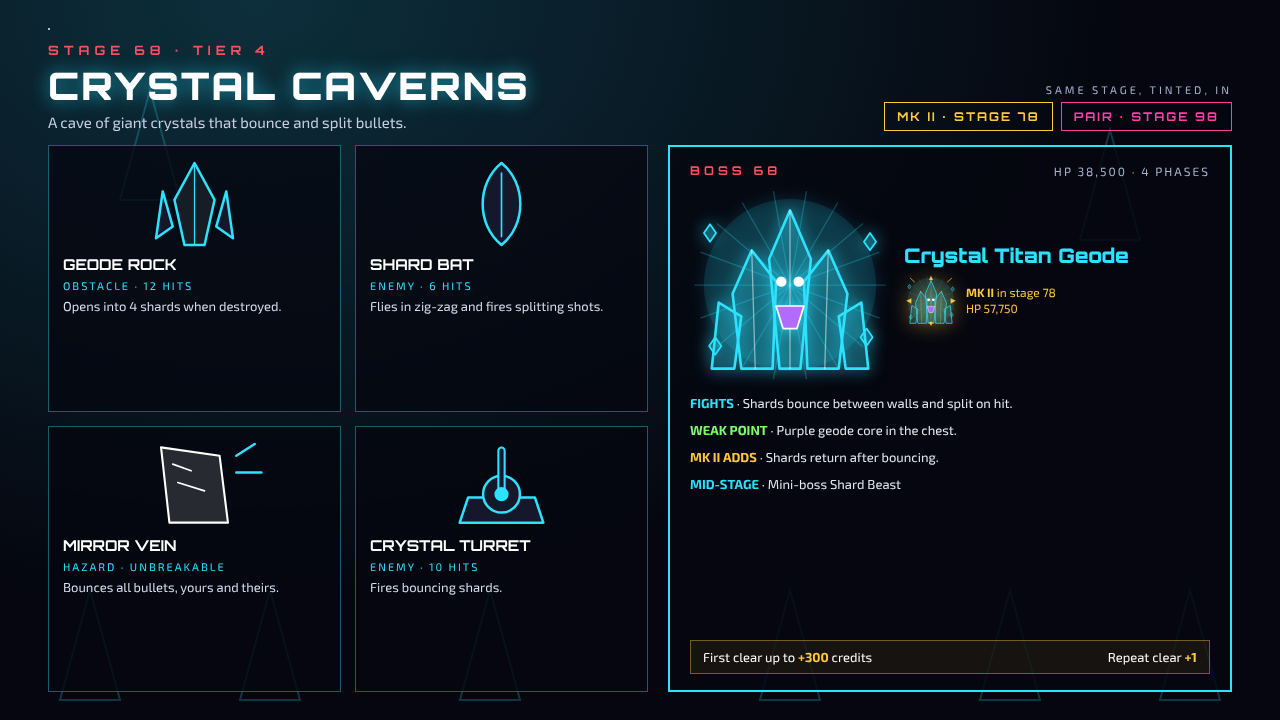 .
STAGE 68 · TIER 4
CRYSTAL CAVERNS
A cave of giant crystals that bounce and split bullets.
SAME STAGE, TINTED, IN
MK II · STAGE 78
PAIR · STAGE 98
GEODE ROCK
OBSTACLE · 12 HITS
Opens into 4 shards when destroyed.
SHARD BAT
ENEMY · 6 HITS
Flies in zig-zag and fires splitting shots.
MIRROR VEIN
HAZARD · UNBREAKABLE
Bounces all bullets, yours and theirs.
CRYSTAL TURRET
ENEMY · 10 HITS
Fires bouncing shards.
BOSS 68
HP 38,500 · 4 PHASES
Crystal Titan Geode
MK II in stage 78
HP 57,750
FIGHTS · Shards bounce between walls and split on hit.
WEAK POINT · Purple geode core in the chest.
MK II ADDS · Shards return after bouncing.
MID-STAGE · Mini-boss Shard Beast
First clear up to +300 credits
Repeat clear +1